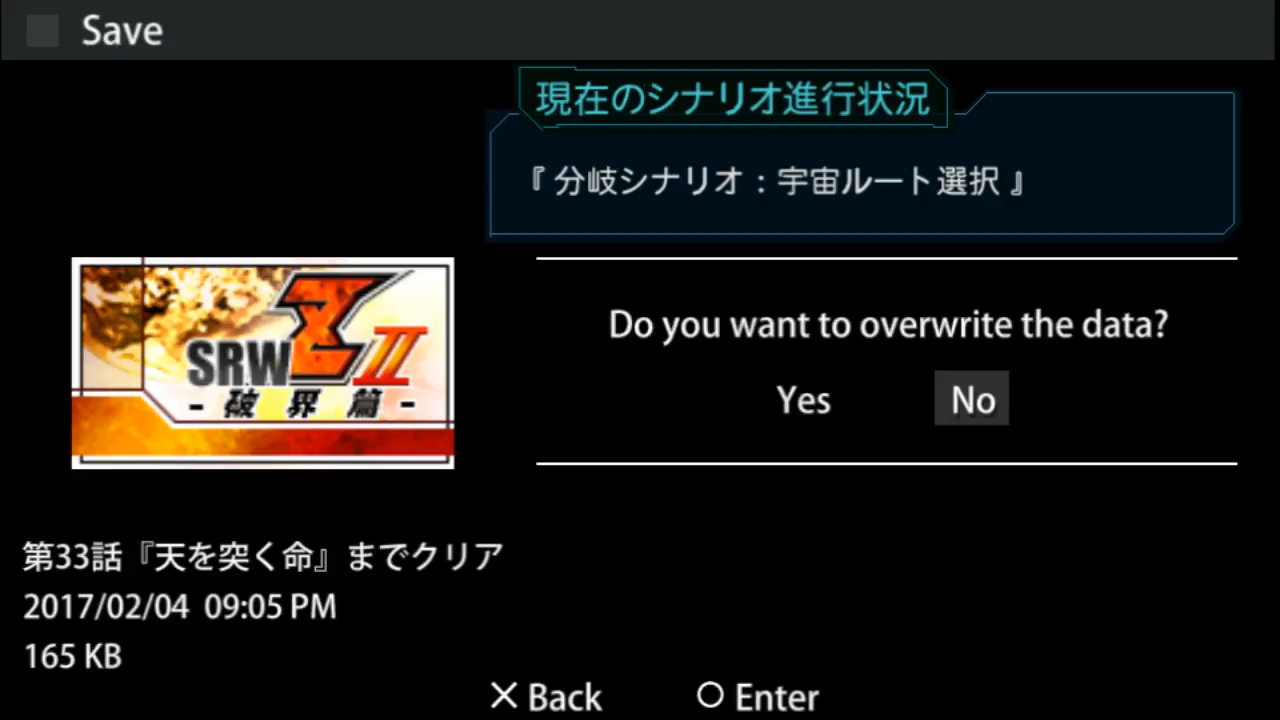 Save
現在のシナリオ進行状況
『 分岐シナリオ : 宇宙ルート選択 』
SRW Z II
- 破 界 篇 -
Do you want to overwrite the data?
Yes No
第33話『天を突く命』までクリア
2017/02/04 09:05 PM
165 KB
× Back ○ Enter